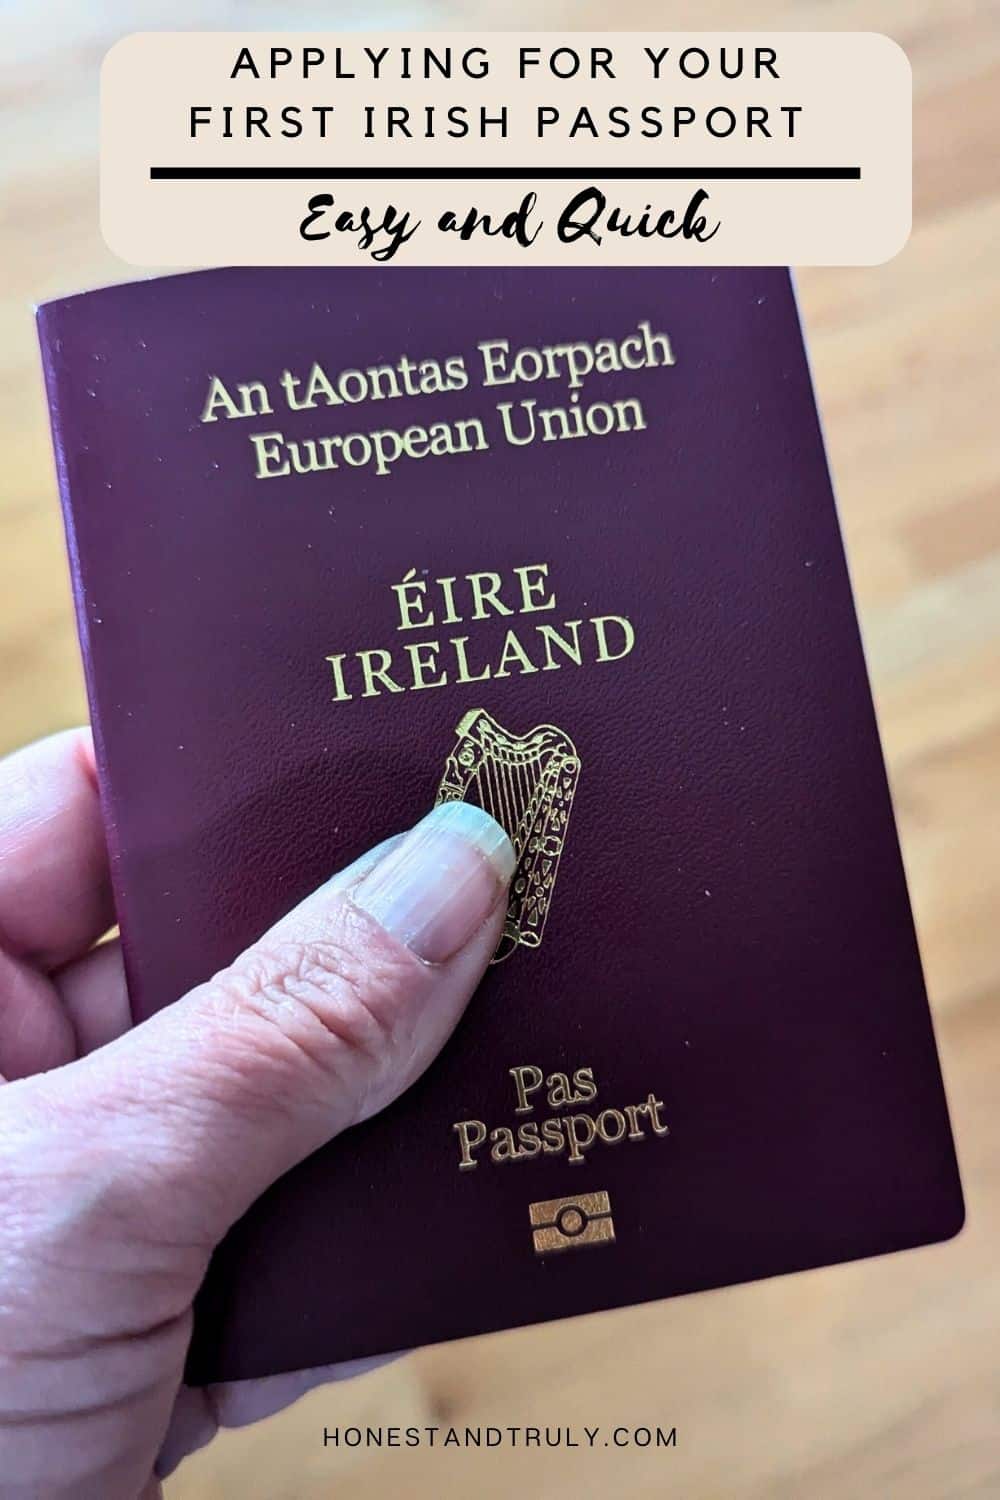 APPLYING FOR YOUR
FIRST IRISH PASSPORT
Easy and Quick
An tAontas Eorpach
European Union
ÉIRE
IRELAND
Pas
Passport
HONESTANDTRULY.COM